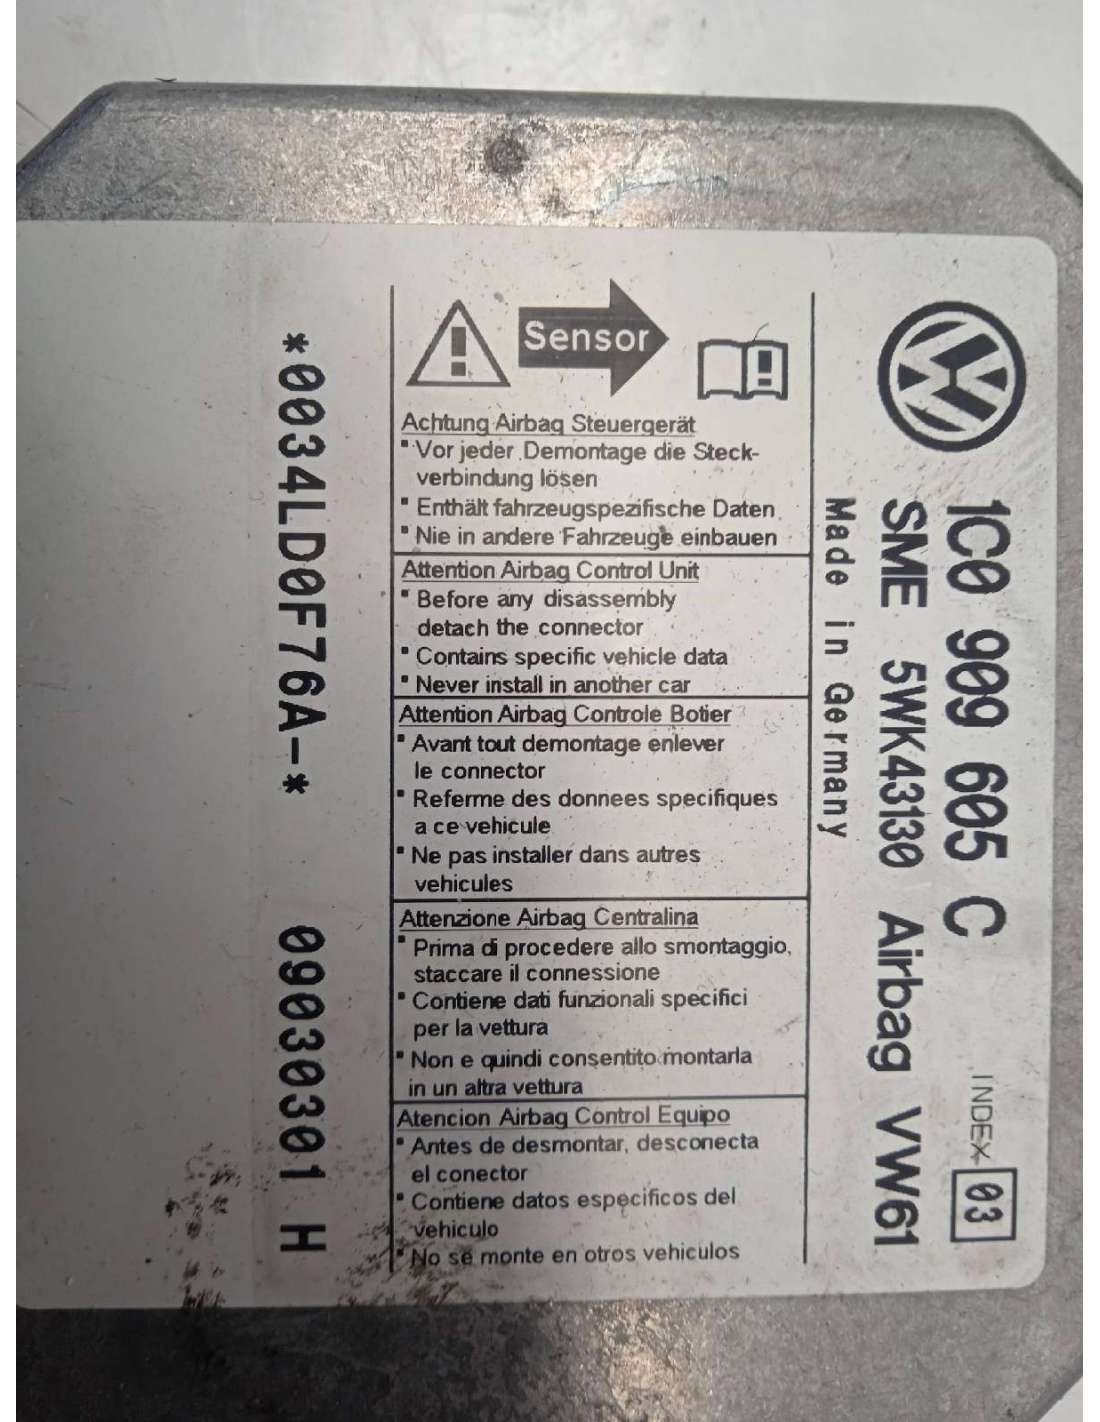 1C0 909 605 C
INDEX 03
SME 5WK43130 Airbag VW61
Made in Germany
Sensor
Achtung Airbag Steuergerät
Vor jeder Demontage die Steck-
verbindung lösen
Enthält fahrzeugspezifische Daten
Nie in andere Fahrzeuge einbauen
Attention Airbag Control Unit
Before any disassembly
detach the connector
Contains specific vehicle data
Never install in another car
Attention Airbag Controle Botier
Avant tout demontage enlever
le connector
Referme des donnees specifiques
a ce vehicule
Ne pas installer dans autres
vehicules
Attenzione Airbag Centralina
Prima di procedere allo smontaggio,
staccare il connessione
Contiene dati funzionali specifici
per la vettura
Non e quindi consentito montarla
in un altra vettura
Atencion Airbag Control Equipo
Antes de desmontar, desconecta
el conector
Contiene datos especificos del
vehiculo
No se monte en otros vehiculos
*0034LD0F76A-* 09030301 H